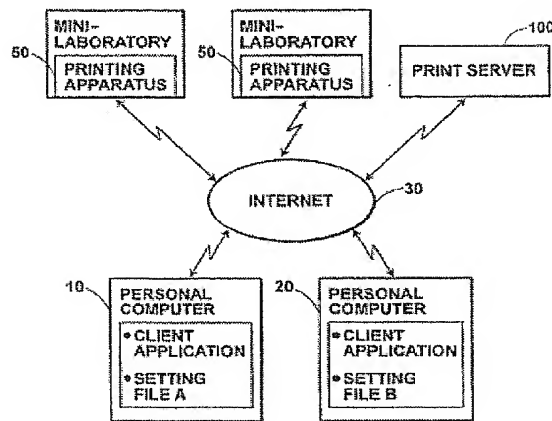 MINI-
LABORATORY
50
PRINTING
APPARATUS
MINI-
LABORATORY
50
PRINTING
APPARATUS
100
PRINT SERVER
INTERNET
30
10
PERSONAL
COMPUTER
• CLIENT
APPLICATION
• SETTING
FILE A
20
PERSONAL
COMPUTER
• CLIENT
APPLICATION
• SETTING
FILE B